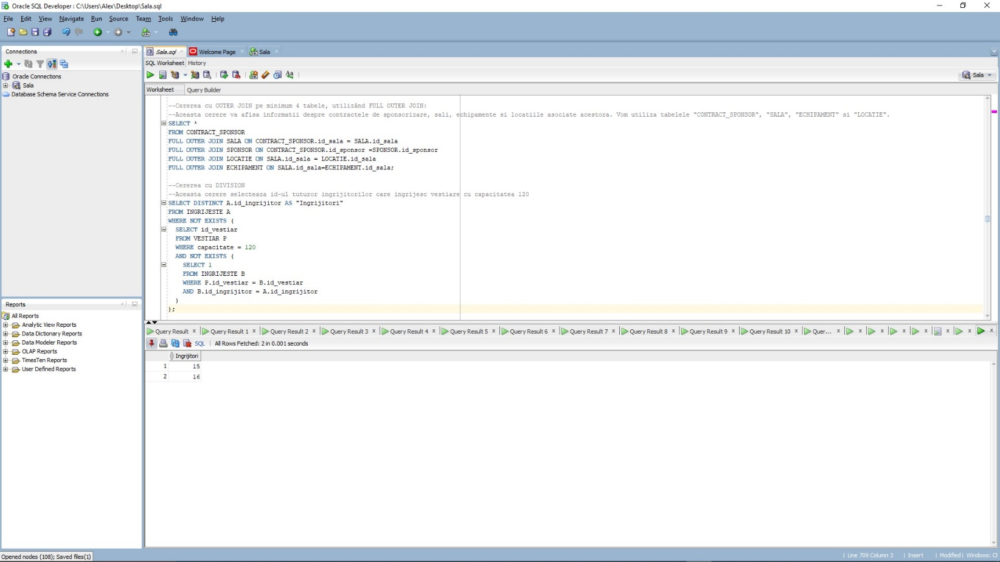 Oracle SQL Developer : C:\Users\Alex\Desktop\Sala.sql
File Edit View Navigate Run Source Team Tools Window Help
Connections
Oracle Connections
Sala
Database Schema Service Connections
Reports
All Reports
Analytic View Reports
Data Dictionary Reports
Data Modeler Reports
OLAP Reports
TimesTen Reports
User Defined Reports
Sala.sql Welcome Page Sala
SQL Worksheet History
Aa
Sala
Worksheet Query Builder
--Cererea cu OUTER JOIN pe minimum 4 tabele, utilizând FULL OUTER JOIN:
--Aceasta cerere va afisa informatii despre contractele de sponsorizare, sali, echipamente si locatiile asociate acestora. Vom utiliza tabelele "CONTRACT_SPONSOR", "SALA", "ECHIPAMENT" si "LOCATIE".
SELECT *
FROM CONTRACT_SPONSOR
FULL OUTER JOIN SALA ON CONTRACT_SPONSOR.id_sala = SALA.id_sala
FULL OUTER JOIN SPONSOR ON CONTRACT_SPONSOR.id_sponsor =SPONSOR.id_sponsor
FULL OUTER JOIN LOCATIE ON SALA.id_sala = LOCATIE.id_sala
FULL OUTER JOIN ECHIPAMENT ON SALA.id_sala=ECHIPAMENT.id_sala;
--Cererea cu DIVISION
--Aceasta cerere selecteaza id-ul tuturor ingrijitorilor care ingrijesc vestiare cu capacitatea 120
SELECT DISTINCT A.id_ingrijitor AS "Ingrijitori"
FROM INGRIJESTE A
WHERE NOT EXISTS (
SELECT id_vestiar
FROM VESTIAR P
WHERE capacitate = 120
AND NOT EXISTS (
SELECT 1
FROM INGRIJESTE B
WHERE P.id_vestiar = B.id_vestiar
AND B.id_ingrijitor = A.id_ingrijitor
)
);
Query Result Query Result 1 Query Result 2 Query Result 3 Query Result 4 Query Result 5 Query Result 6 Query Result 7 Query Result 8 Query Result 9 Query Result 10 Quer...
SQL | All Rows Fetched: 2 in 0.001 seconds
Ingrijitori
1 15
2 16
Opened nodes (108); Saved files(1)
| Line 709 Column 3 | Insert | Modified | Windows: C